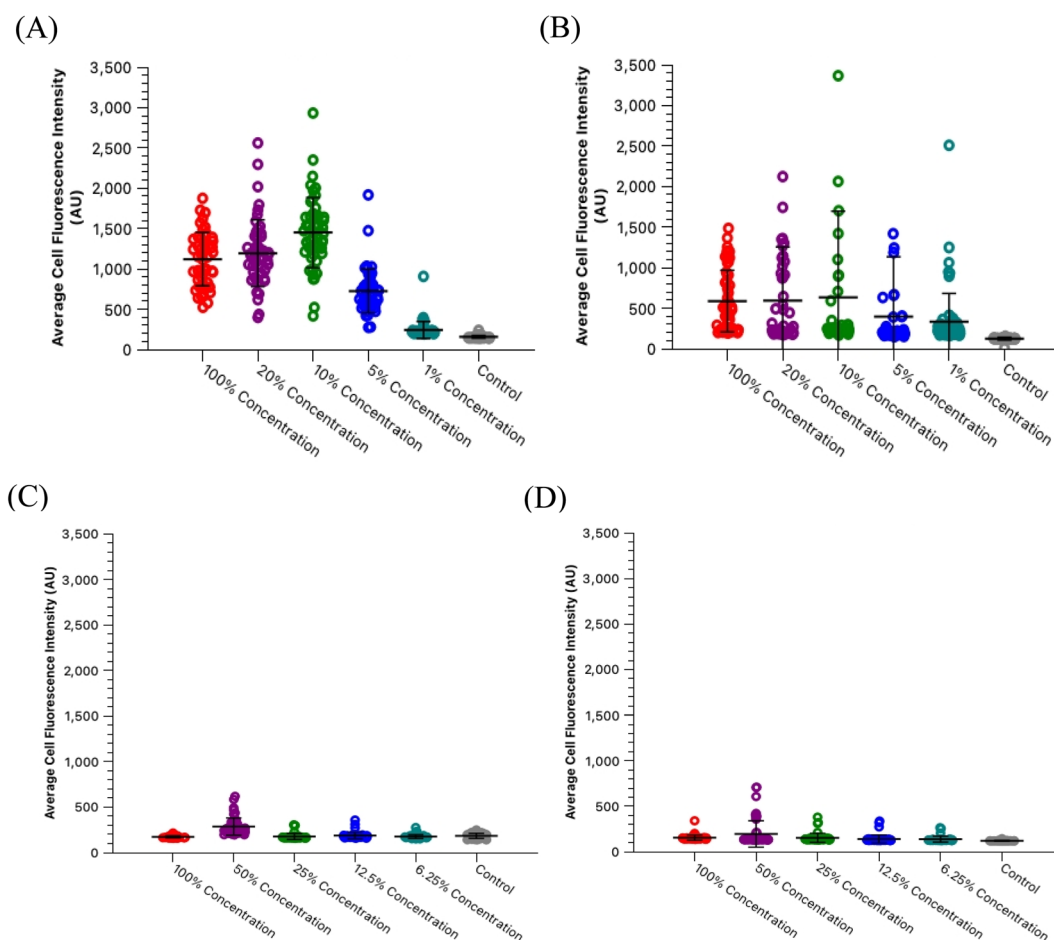 (A)
Average Cell Fluorescence Intensity
(AU)
3,500
3,000
2,500
2,000
1,500
1,000
500
0
100% Concentration
20% Concentration
10% Concentration
5% Concentration
1% Concentration
Control
(B)
Average Cell Fluorescence Intensity
(AU)
3,500
3,000
2,500
2,000
1,500
1,000
500
0
100% Concentration
20% Concentration
10% Concentration
5% Concentration
1% Concentration
Control
(C)
Average Cell Fluorescence Intensity (AU)
3,500
3,000
2,500
2,000
1,500
1,000
500
0
100% Concentration
50% Concentration
25% Concentration
12.5% Concentration
6.25% Concentration
Control
(D)
Average Cell Fluorescence Intensity (AU)
3,500
3,000
2,500
2,000
1,500
1,000
500
0
100% Concentration
50% Concentration
25% Concentration
12.5% Concentration
6.25% Concentration
Control